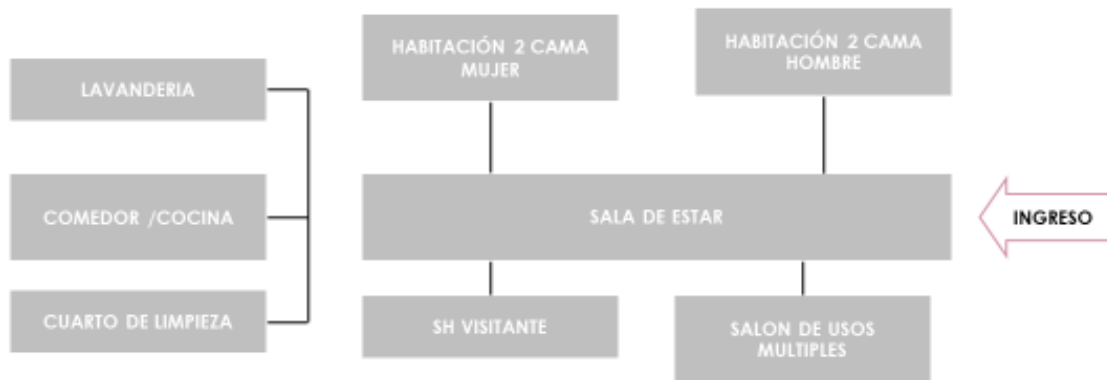 HABITACIÓN 2 CAMA
MUJER
HABITACIÓN 2 CAMA
HOMBRE
LAVANDERIA
COMEDOR /COCINA
SALA DE ESTAR
INGRESO
CUARTO DE LIMPIEZA
SH VISITANTE
SALON DE USOS
MULTIPLES